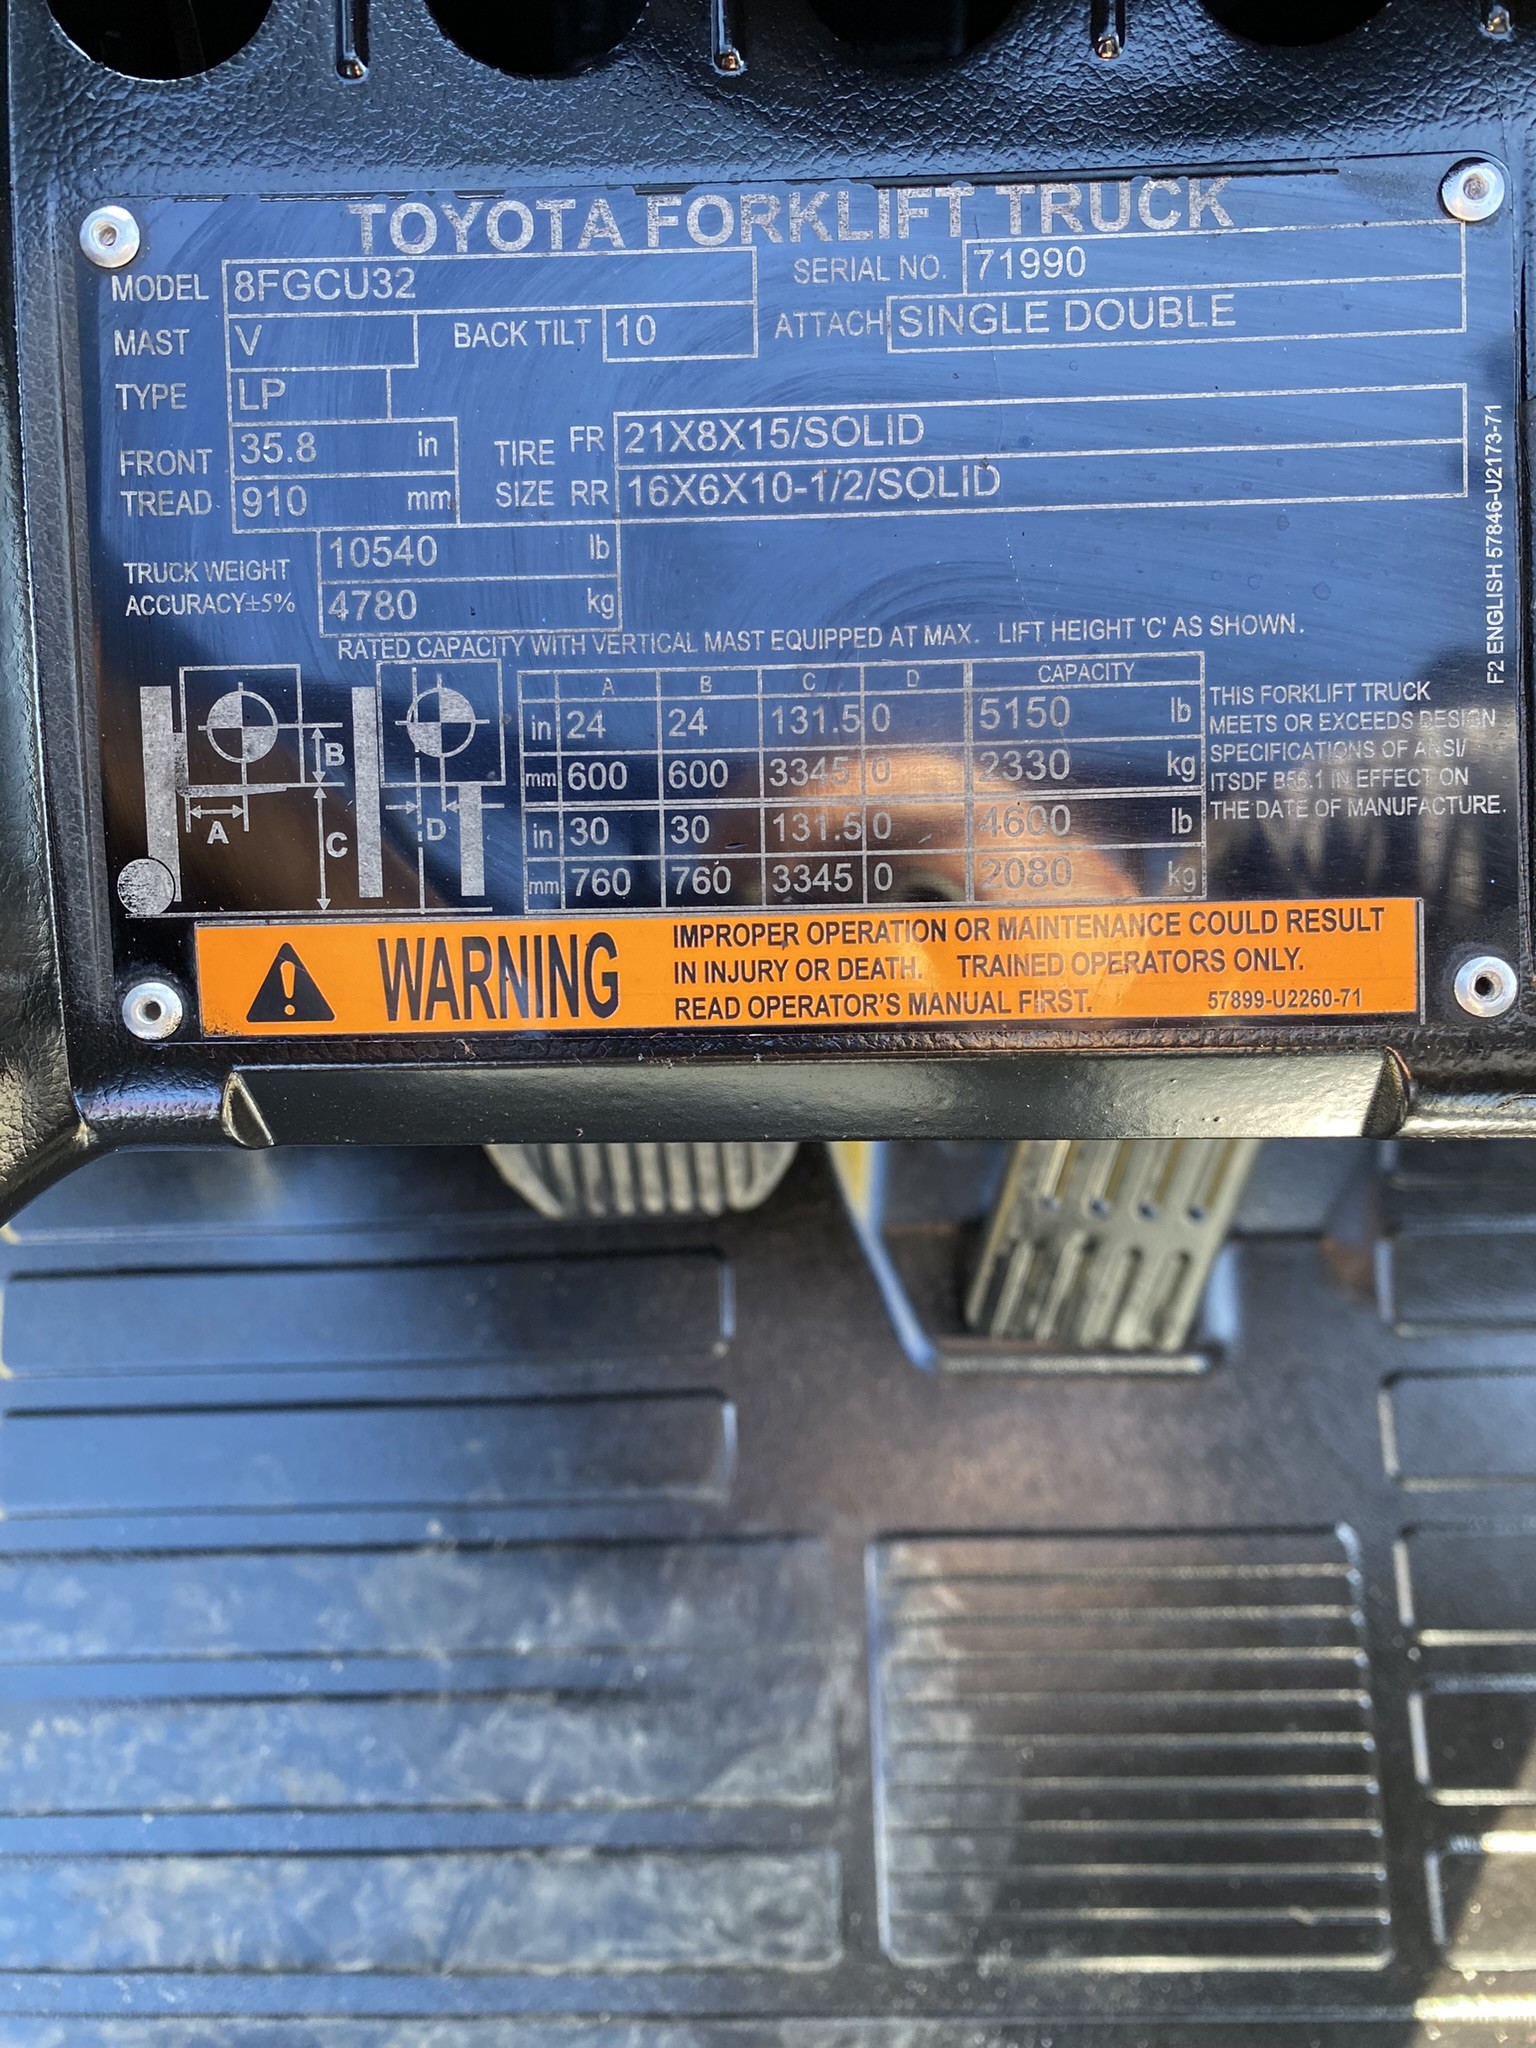 TOYOTA FORKLIFT TRUCK
MODEL 8FGCU32 SERIAL NO. 71990
MAST V BACK TILT 10 ATTACH SINGLE DOUBLE
TYPE LP
FRONT TREAD 35.8 in
910 mm
TIRE SIZE FR 21X8X15/SOLID
RR 16X6X10-1/2/SOLID
TRUCK WEIGHT 10540 lb
ACCURACY±5% 4780 kg
RATED CAPACITY WITH VERTICAL MAST EQUIPPED AT MAX. LIFT HEIGHT 'C' AS SHOWN.
A B C D
A B C D CAPACITY
in 24 24 131.5 0 5150 lb
mm 600 600 3345 0 2330 kg
in 30 30 131.5 0 4600 lb
mm 760 760 3345 0 2080 kg
THIS FORKLIFT TRUCK
MEETS OR EXCEEDS DESIGN
SPECIFICATIONS OF ANSI/
ITSDF B56.1 IN EFFECT ON
THE DATE OF MANUFACTURE.
F2 ENGLISH 57846-U2173-71
WARNING
IMPROPER OPERATION OR MAINTENANCE COULD RESULT
IN INJURY OR DEATH. TRAINED OPERATORS ONLY.
READ OPERATOR'S MANUAL FIRST. 57899-U2260-71